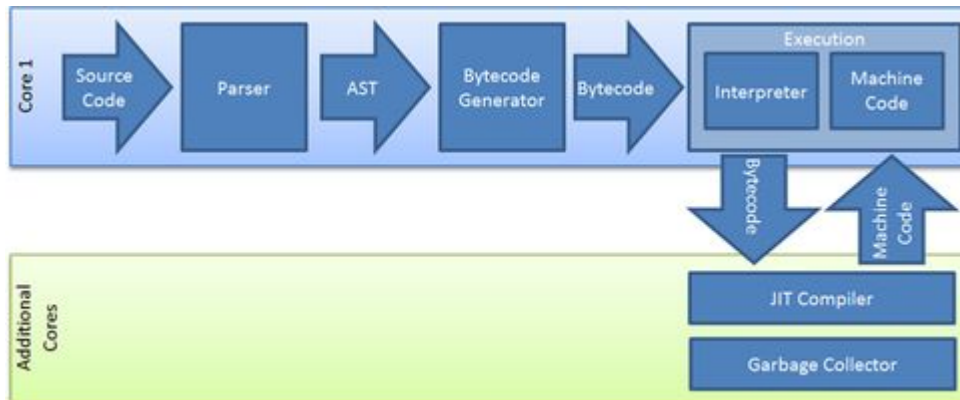 Core 1
Source
Code
Parser
AST
Bytecode
Generator
Bytecode
Execution
Interpreter
Machine
Code
Bytecode
Machine
Code
Additional
Cores
JIT Compiler
Garbage Collector